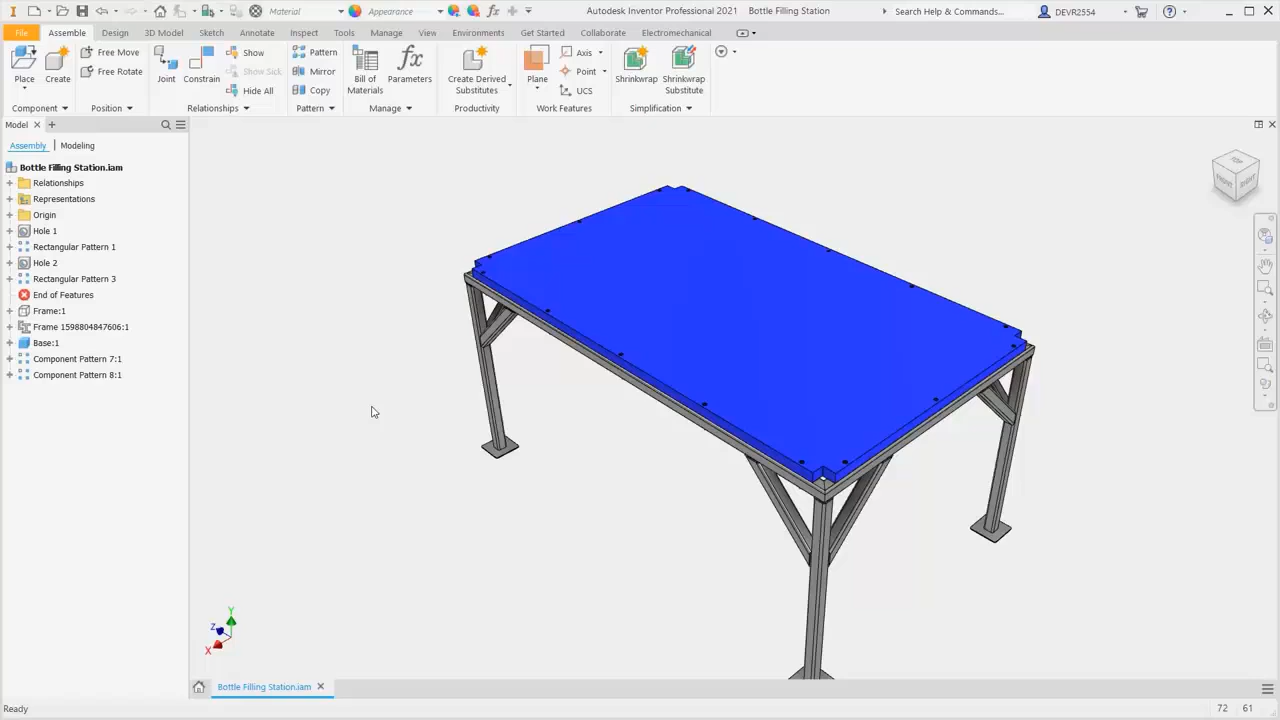 Material
Appearance
Autodesk Inventor Professional 2021 Bottle Filling Station
Search Help & Commands...
DEVR2554
File Assembly Design 3D Model Sketch Annotate Inspect Tools Manage View Environments Get Started Collaborate Electromechanical
Place
Create
Free Move
Free Rotate
Joint
Constrain
Show
Show Sick
Hide All
Pattern
Mirror
Copy
Bill of
Materials
Parameters
Create Derived
Substitutes
Plane
Axis
Point
UCS
Shrinkwrap
Shrinkwrap
Substitute
Component Position Relationships Pattern Manage Productivity Work Features Simplification
Model
Assembly | Modeling
Bottle Filling Station.iam
Relationships
Representations
Origin
Hole 1
Rectangular Pattern 1
Hole 2
Rectangular Pattern 3
End of Features
Frame:1
Frame 1598804847606:1
Base:1
Component Pattern 7:1
Component Pattern 8:1
TOP
FRONT
RIGHT
Y
Z
X
Bottle Filling Station.iam
Ready
72 61